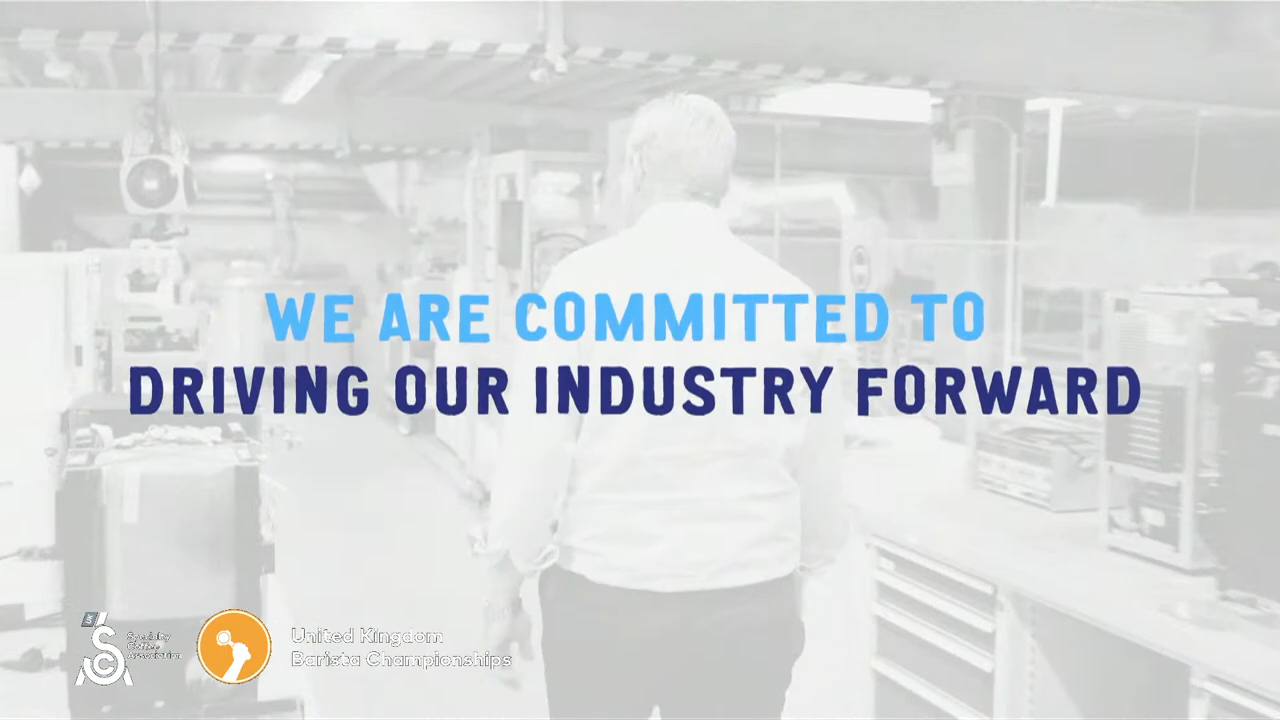 WE ARE COMMITTED TO
DRIVING OUR INDUSTRY FORWARD
Specialty
Coffee
Association
United Kingdom
Barista Championships